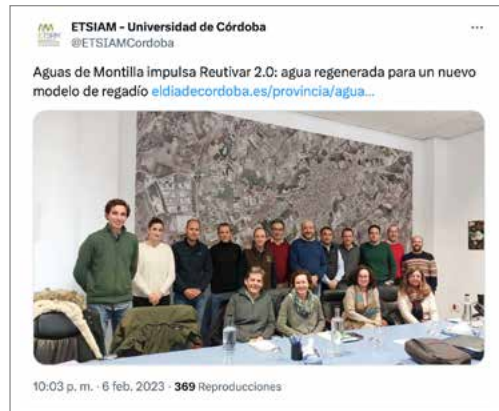 ETSIAM - Universidad de Córdoba
@ETSIAMCordoba
Aguas de Montilla impulsa Reutivar 2.0: agua regenerada para un nuevo
modelo de regadío eldiadecordoba.es/provincia/agua...
10:03 p. m. · 6 feb. 2023 · 369 Reproducciones